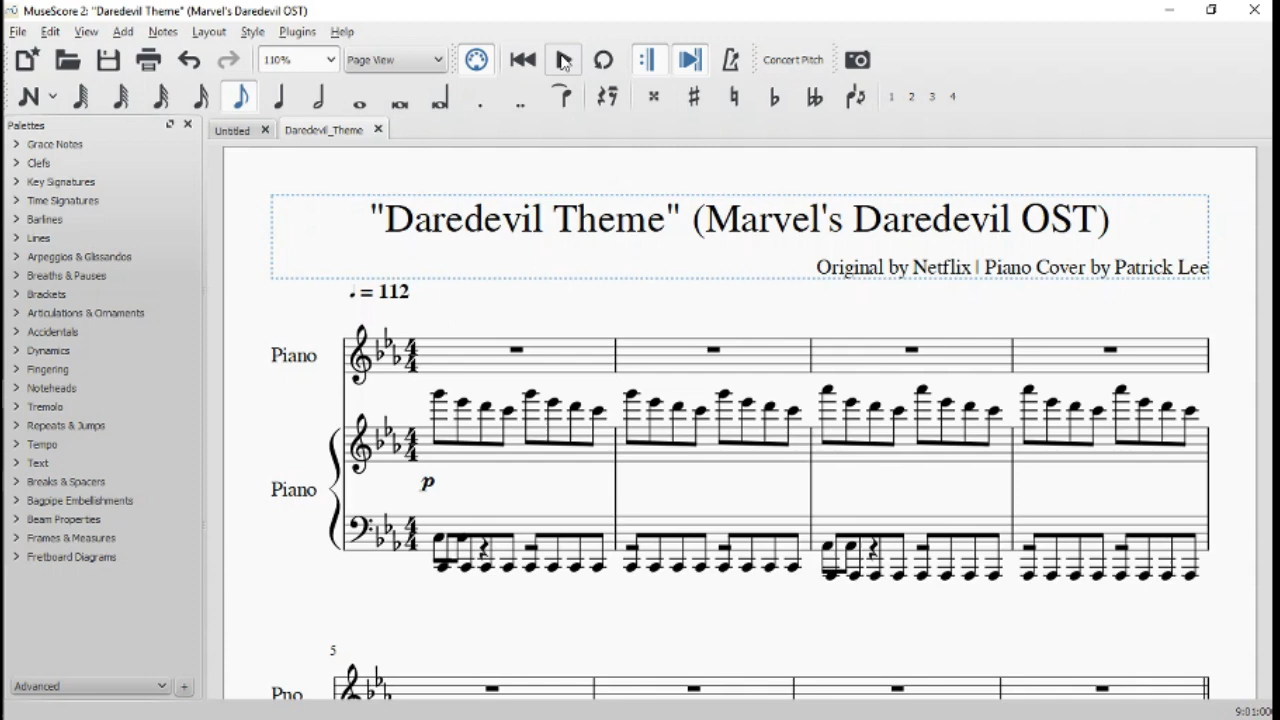 MuseScore 2: "Daredevil Theme" (Marvel's Daredevil OST)
File Edit View Add Notes Layout Style Plugins Help
110% Page View Concert Pitch
1 2 3 4
Palettes
Untitled Daredevil_Theme
Grace Notes
Clefs
Key Signatures
Time Signatures
Barlines
Lines
Arpeggios & Glissandos
Breaths & Pauses
Brackets
Articulations & Ornaments
Accidentals
Dynamics
Fingering
Noteheads
Tremolo
Repeats & Jumps
Tempo
Text
Breaks & Spacers
Bagpipe Embellishments
Beam Properties
Frames & Measures
Fretboard Diagrams
Advanced
"Daredevil Theme" (Marvel's Daredevil OST)
Original by Netflix | Piano Cover by Patrick Lee
♩ = 112
Piano
Piano
p
5
Pno
9:01:00